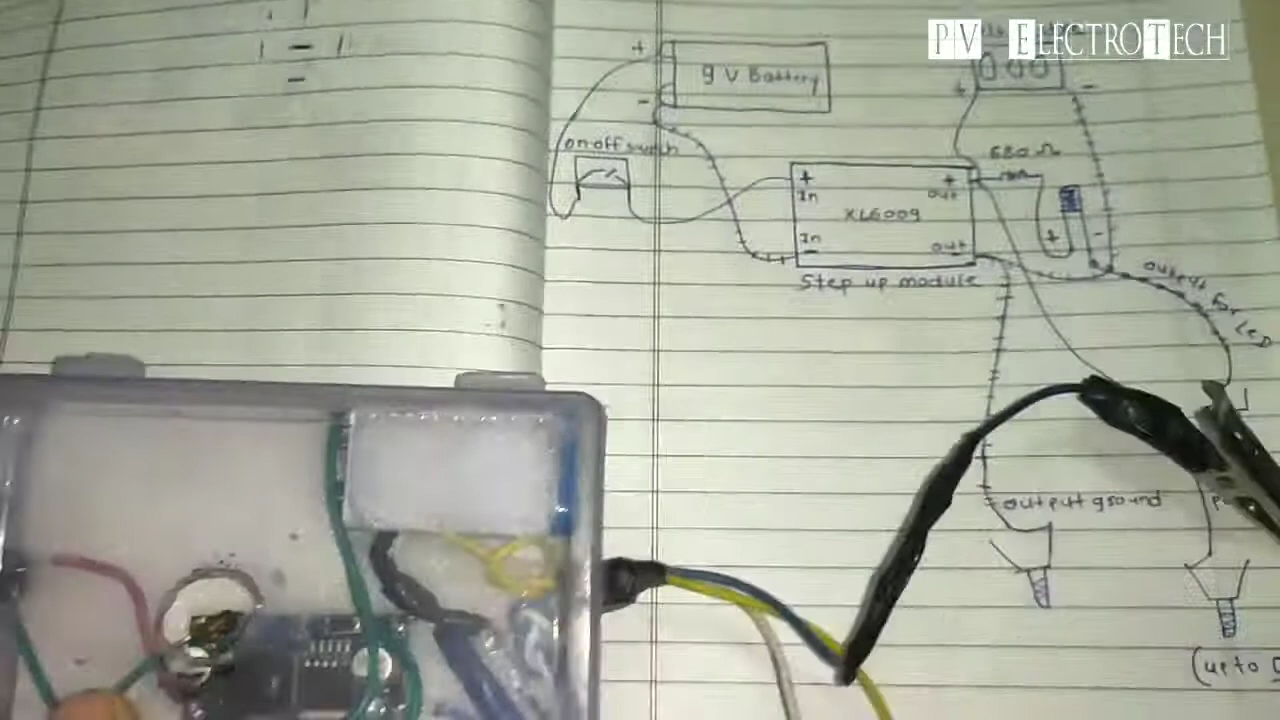 PV ELECTROTECH
+
9 V Battery
-
+
-
on-off switch
680 Ω
+
In
+
out
XL6009
+
-
In
-
out
Step up module
output
for LED
output ground
(up to